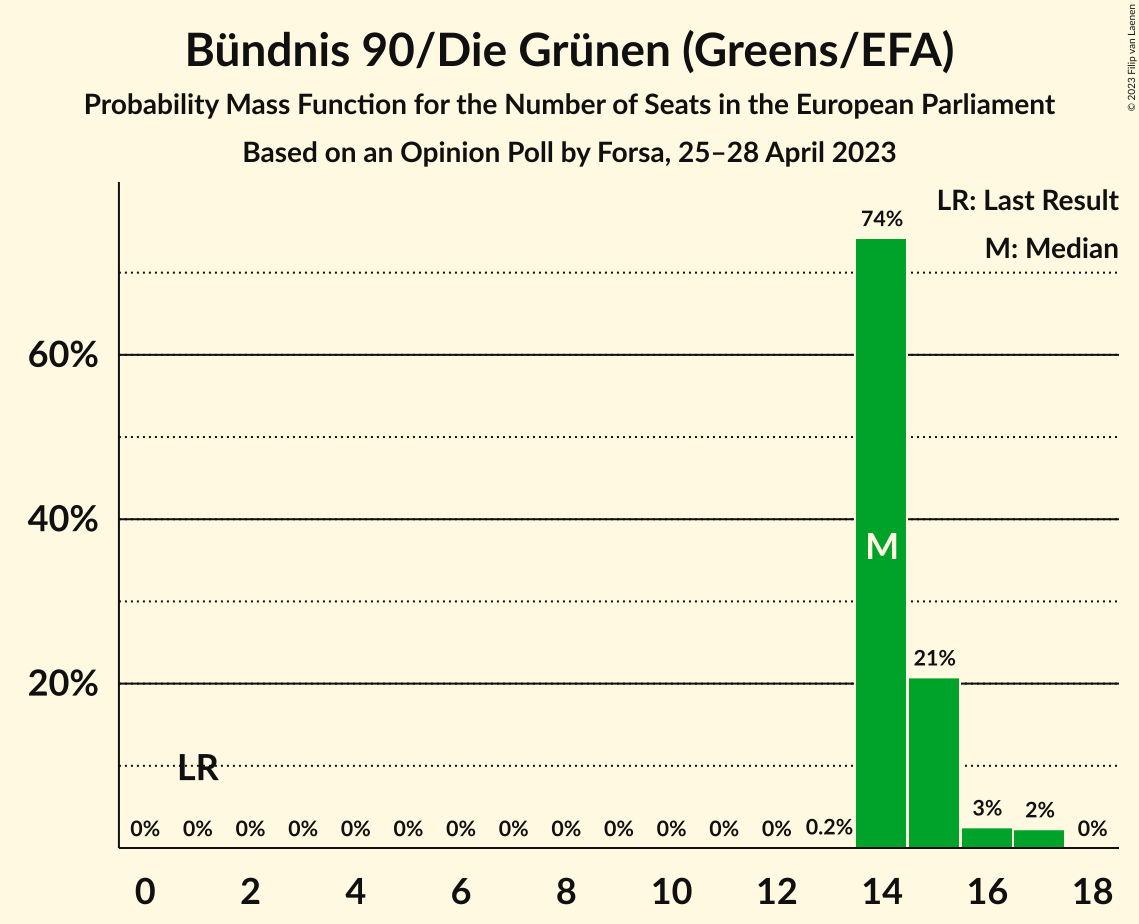 Bündnis 90/Die Grünen (Greens/EFA)
Probability Mass Function for the Number of Seats in the European Parliament
Based on an Opinion Poll by Forsa, 25–28 April 2023
© 2023 Filip van Laenen
LR: Last Result
M: Median
74%
60%
40%
M
21%
20%
LR
0% 0% 0% 0% 0% 0% 0% 0% 0% 0% 0% 0% 0% 0.2% 3% 2% 0%
0 2 4 6 8 10 12 14 16 18